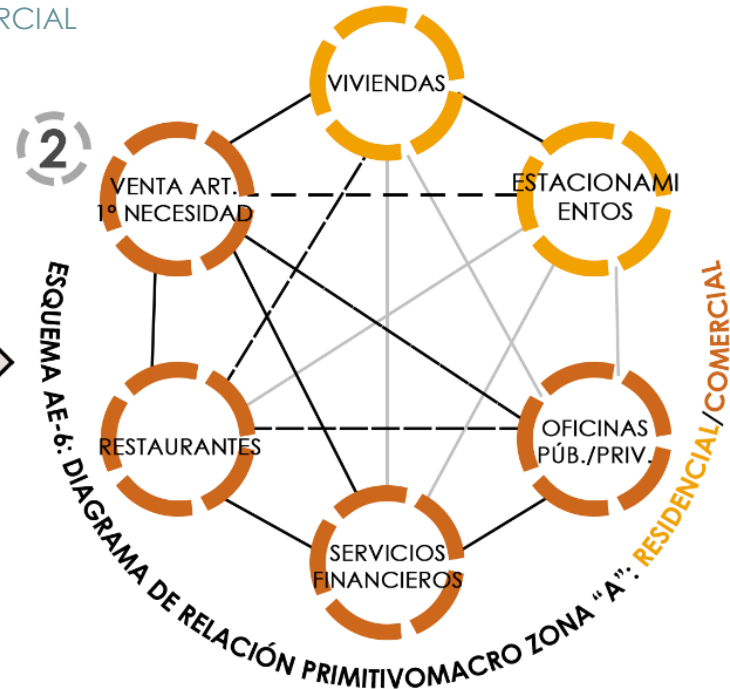 RCIAL
2
VIVIENDAS
VENTA ART.
1º NECESIDAD
ESTACIONAMI
ENTOS
RESTAURANTES
OFICINAS
PÚB./PRIV.
SERVICIOS
FINANCIEROS
ESQUEMA AE-6: DIAGRAMA DE RELACIÓN PRIMITIVOMACRO ZONA "A": RESIDENCIAL/COMERCIAL